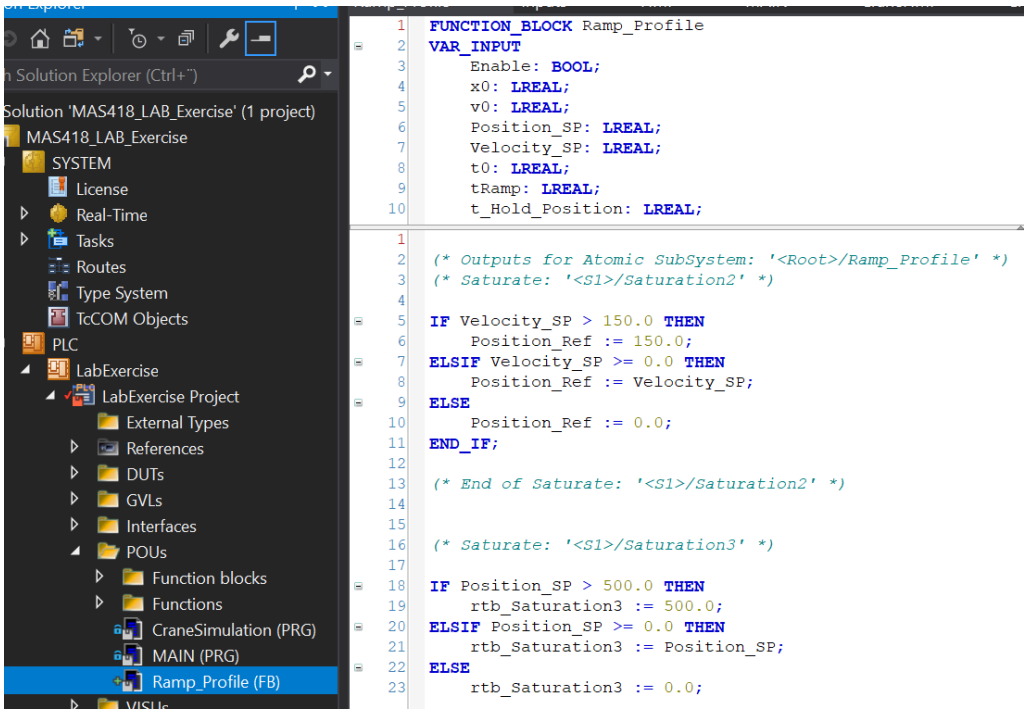 h Solution Explorer (Ctrl+¨)
Solution 'MAS418_LAB_Exercise' (1 project)
MAS418_LAB_Exercise
SYSTEM
License
Real-Time
Tasks
Routes
Type System
TcCOM Objects
PLC
LabExercise
LabExercise Project
External Types
References
DUTs
GVLs
Interfaces
POUs
Function blocks
Functions
CraneSimulation (PRG)
MAIN (PRG)
Ramp_Profile (FB)
VISUs
1 FUNCTION_BLOCK Ramp_Profile
2 VAR_INPUT
3 Enable: BOOL;
4 x0: LREAL;
5 v0: LREAL;
6 Position_SP: LREAL;
7 Velocity_SP: LREAL;
8 t0: LREAL;
9 tRamp: LREAL;
10 t_Hold_Position: LREAL;
1
2 (* Outputs for Atomic SubSystem: '<Root>/Ramp_Profile' *)
3 (* Saturate: '<S1>/Saturation2' *)
4
5 IF Velocity_SP > 150.0 THEN
6 Position_Ref := 150.0;
7 ELSIF Velocity_SP >= 0.0 THEN
8 Position_Ref := Velocity_SP;
9 ELSE
10 Position_Ref := 0.0;
11 END_IF;
12
13 (* End of Saturate: '<S1>/Saturation2' *)
14
15
16 (* Saturate: '<S1>/Saturation3' *)
17
18 IF Position_SP > 500.0 THEN
19 rtb_Saturation3 := 500.0;
20 ELSIF Position_SP >= 0.0 THEN
21 rtb_Saturation3 := Position_SP;
22 ELSE
23 rtb_Saturation3 := 0.0;